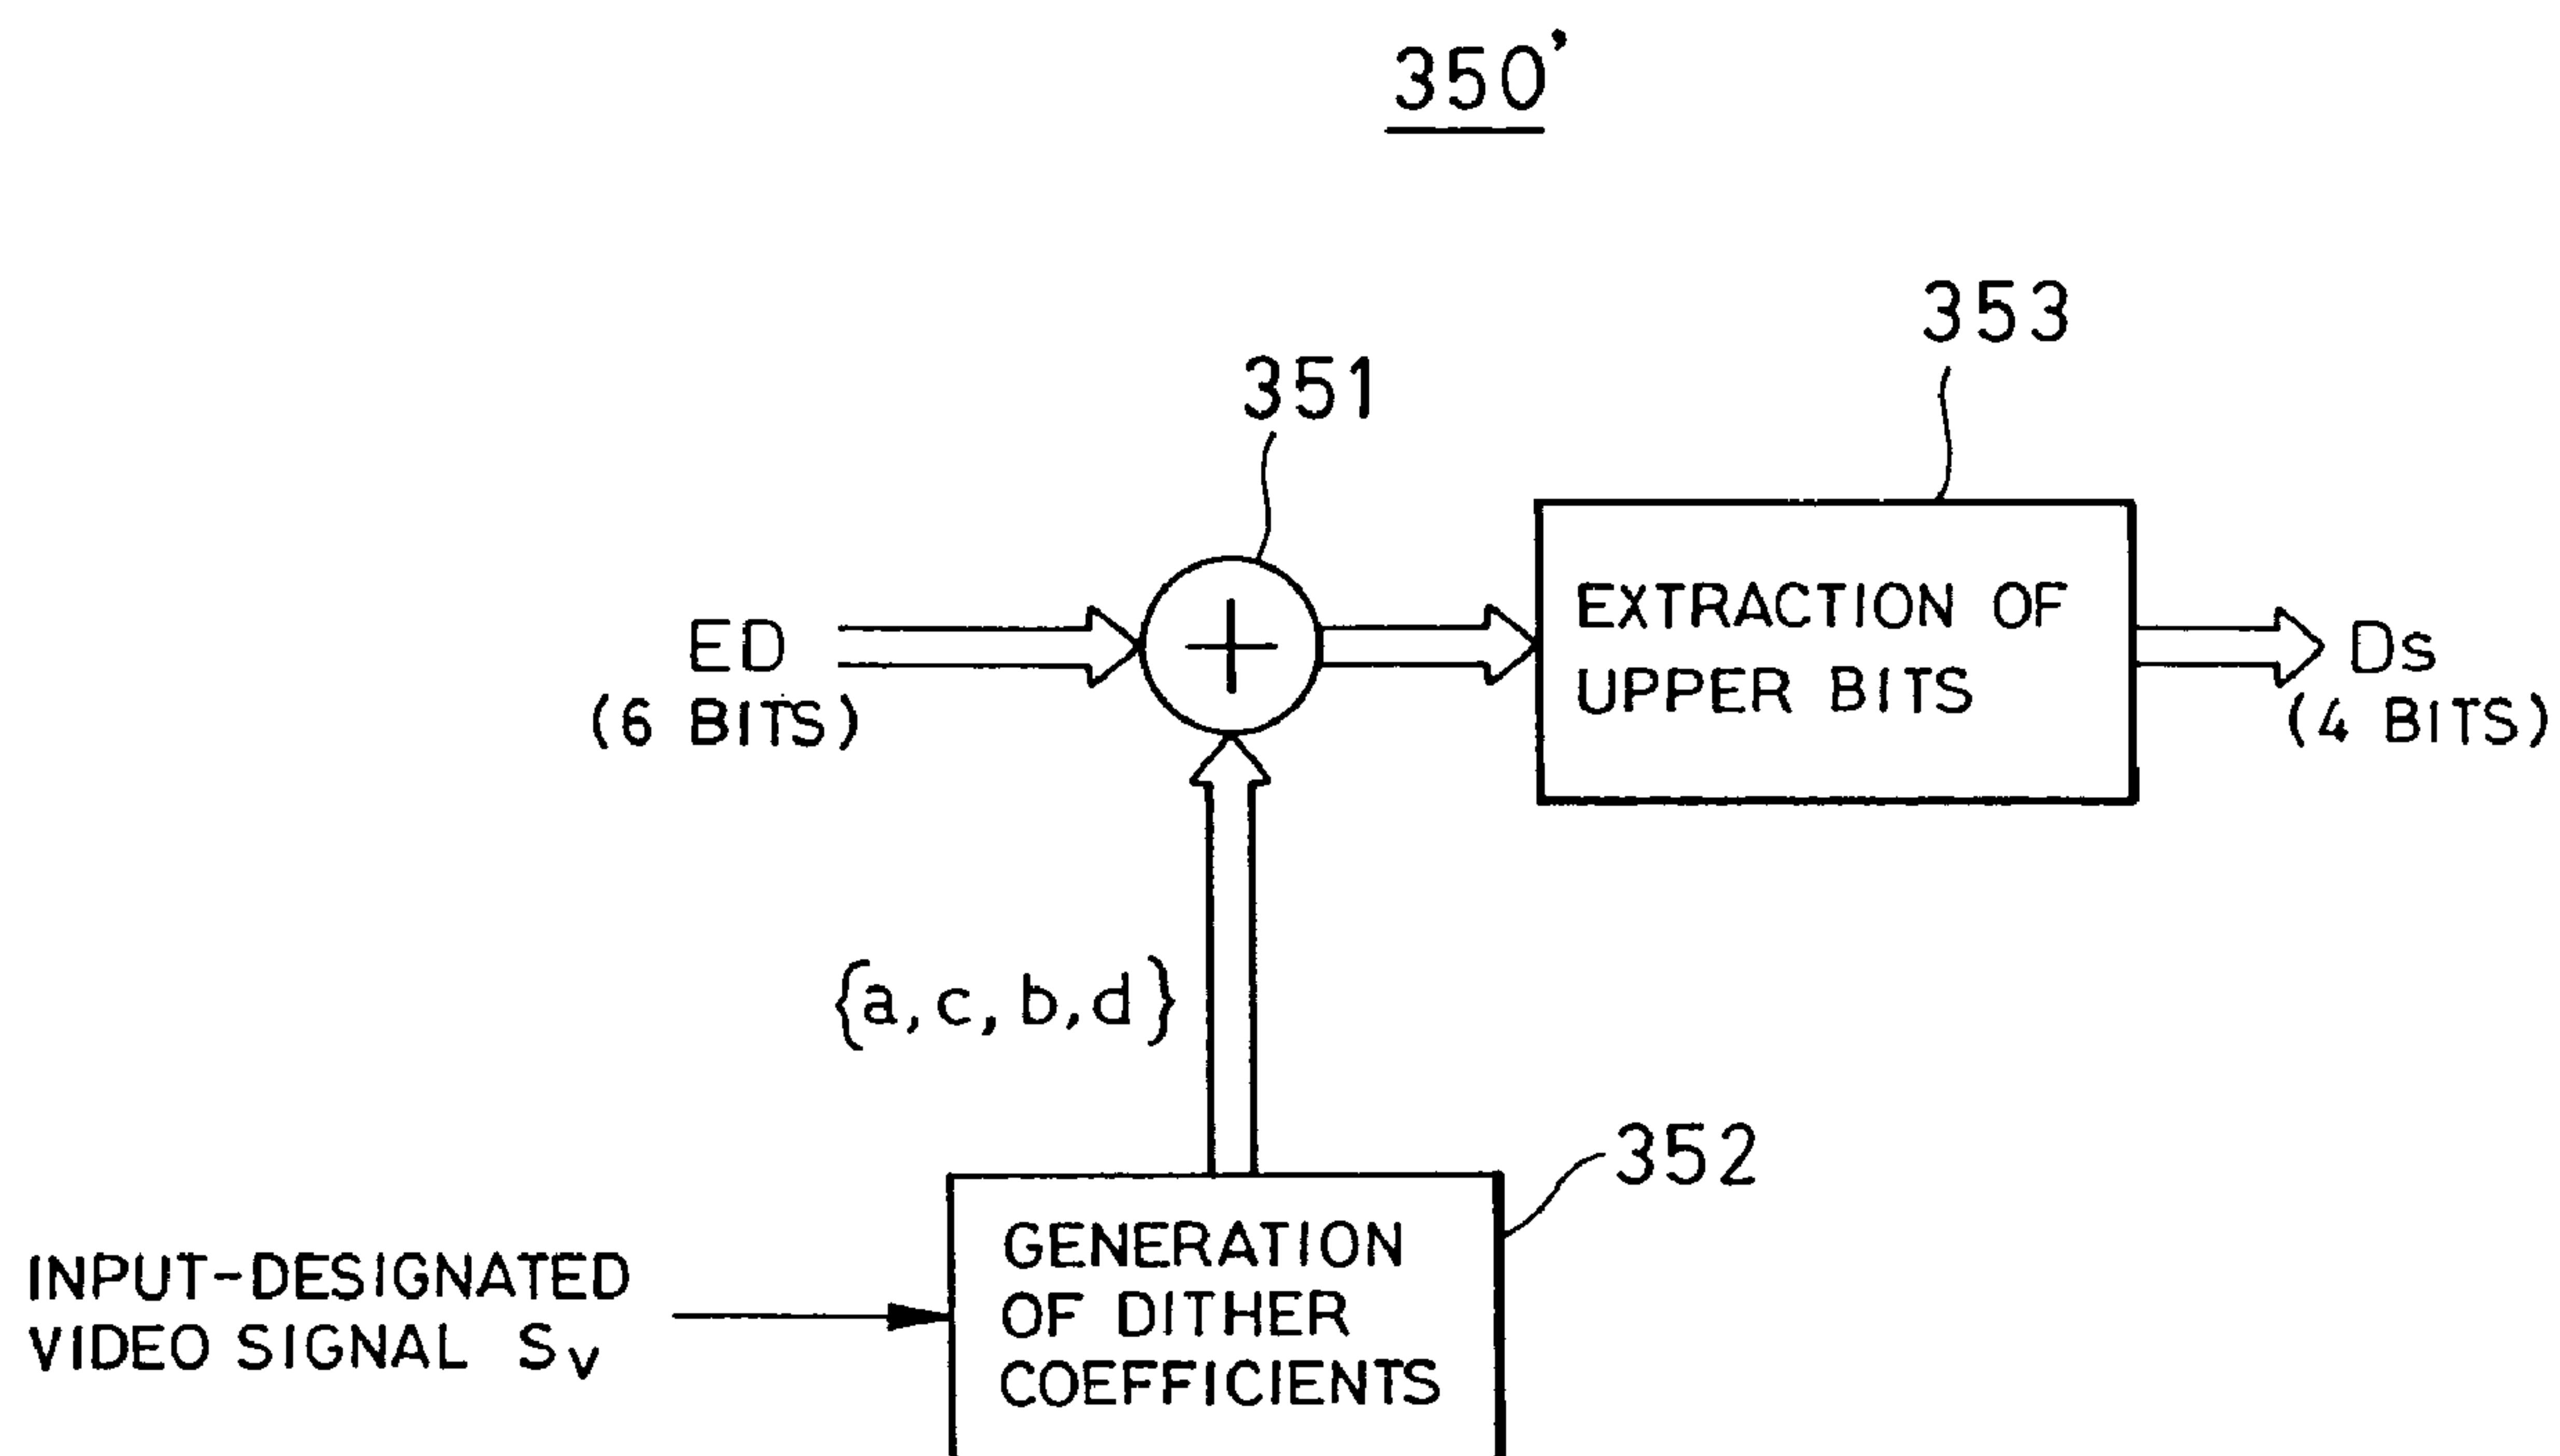 350'
353
351
EXTRACTION OF
UPPER BITS
ED
(6 BITS)
+
Ds
(4 BITS)
{a, c, b, d}
352
GENERATION
OF DITHER
COEFFICIENTS
INPUT-DESIGNATED
VIDEO SIGNAL Sv